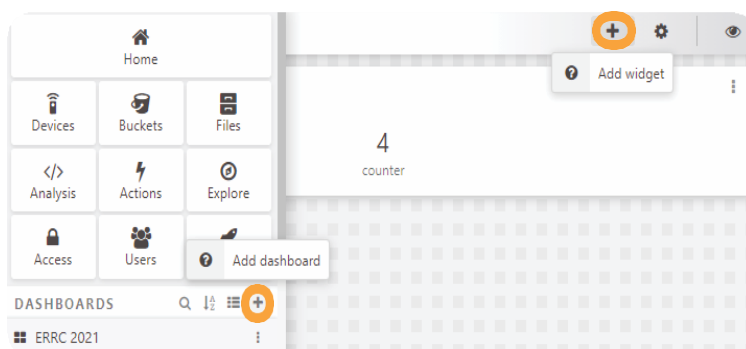 Home
Add widget
Devices Buckets Files
4
counter
Analysis Actions Explore
Access Users
Add dashboard
DASHBOARDS
ERRC 2021